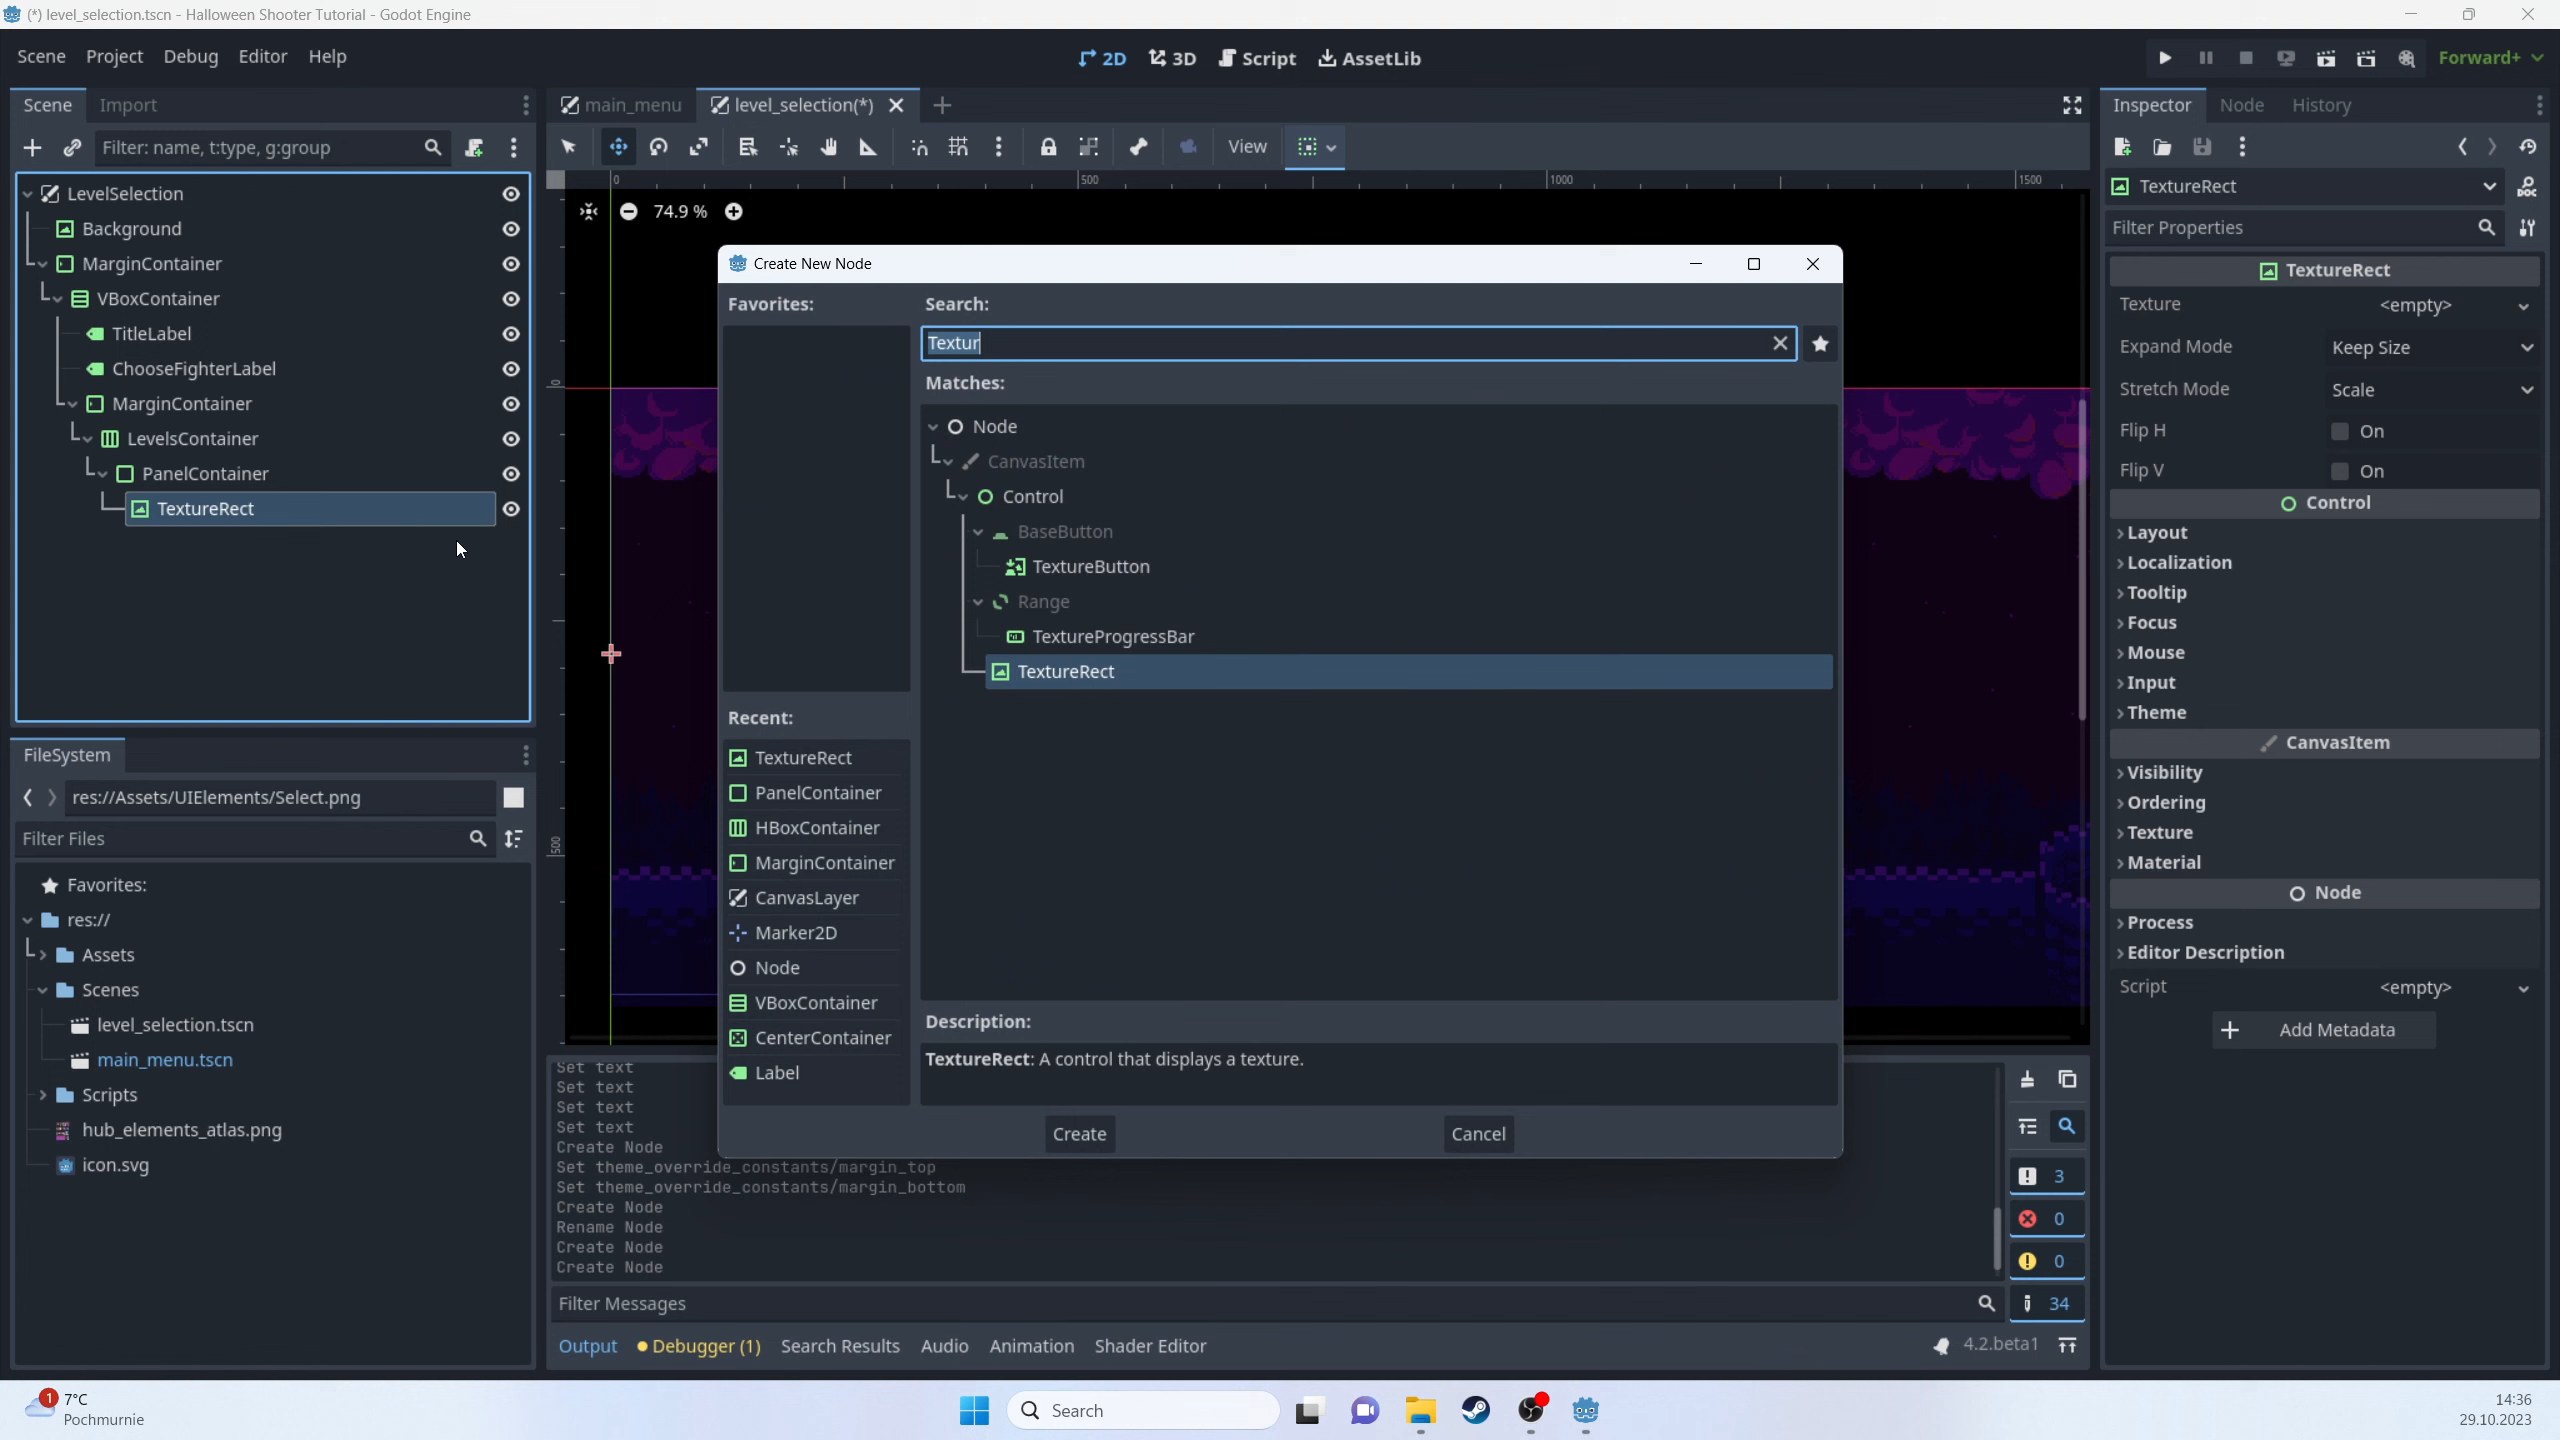 (*) level_selection.tscn - Halloween Shooter Tutorial - Godot Engine
Scene Project Debug Editor Help
2D 3D Script AssetLib
Forward+
Scene Import
Filter: name, t:type, g:group
LevelSelection
Background
MarginContainer
VBoxContainer
TitleLabel
ChooseFighterLabel
MarginContainer
LevelsContainer
PanelContainer
TextureRect
FileSystem
res://Assets/UIElements/Select.png
Filter Files
Favorites:
res://
Assets
Scenes
level_selection.tscn
main_menu.tscn
Scripts
hub_elements_atlas.png
icon.svg
main_menu level_selection(*)
View
0 500 1000 1500
74.9 %
0
500
Create New Node
Favorites:
Search:
Textur
Matches:
Node
CanvasItem
Control
BaseButton
TextureButton
Range
TextureProgressBar
TextureRect
Recent:
TextureRect
PanelContainer
HBoxContainer
MarginContainer
CanvasLayer
Marker2D
Node
VBoxContainer
CenterContainer
Label
Description:
TextureRect: A control that displays a texture.
Create Cancel
Set text
Set text
Set text
Set text
Create Node
Set theme_override_constants/margin_top
Set theme_override_constants/margin_bottom
Create Node
Rename Node
Create Node
Create Node
Filter Messages
3
0
0
34
Output Debugger (1) Search Results Audio Animation Shader Editor
4.2.beta1
Inspector Node History
TextureRect
Filter Properties
TextureRect
Texture <empty>
Expand Mode Keep Size
Stretch Mode Scale
Flip H On
Flip V On
Control
Layout
Localization
Tooltip
Focus
Mouse
Input
Theme
CanvasItem
Visibility
Ordering
Texture
Material
Node
Process
Editor Description
Script <empty>
Add Metadata
1
7°C
Pochmurnie
Search
14:36
29.10.2023